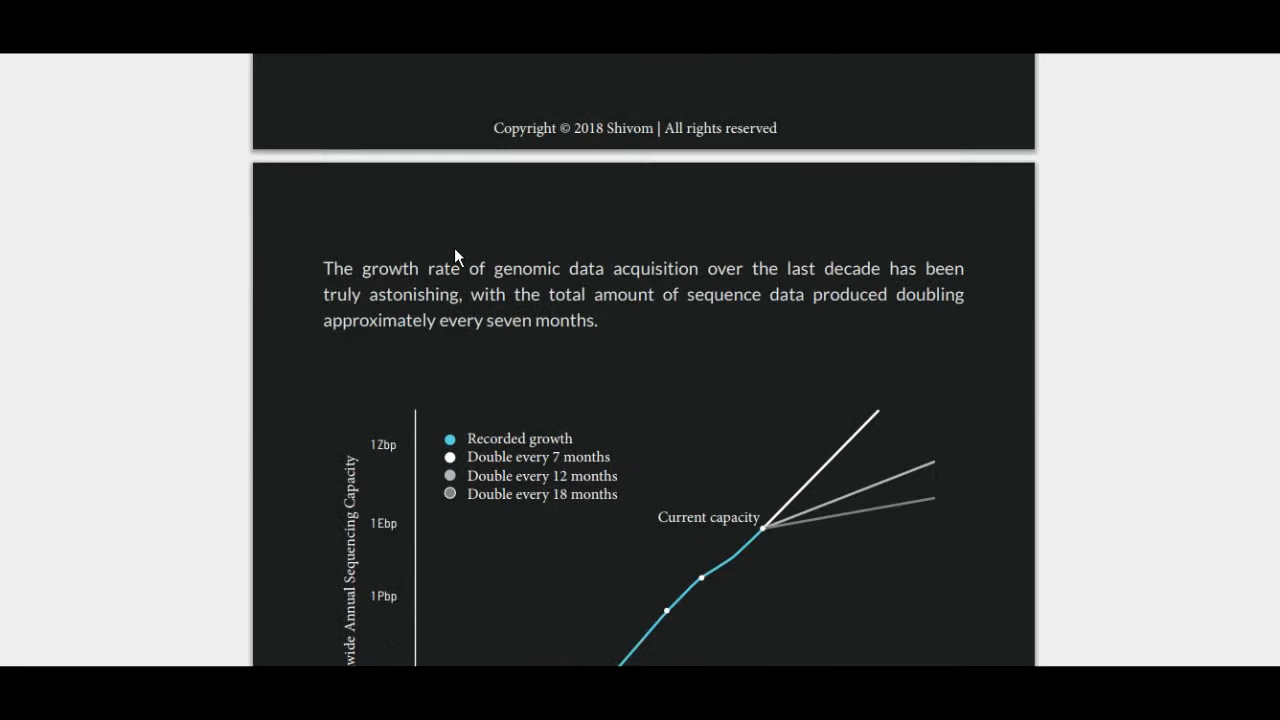 Copyright © 2018 Shivom | All rights reserved
The growth rate of genomic data acquisition over the last decade has been
truly astonishing, with the total amount of sequence data produced doubling
approximately every seven months.
1Zbp
Recorded growth
Double every 7 months
Double every 12 months
Double every 18 months
Current capacity
1Ebp
1Pbp
wide Annual Sequencing Capacity